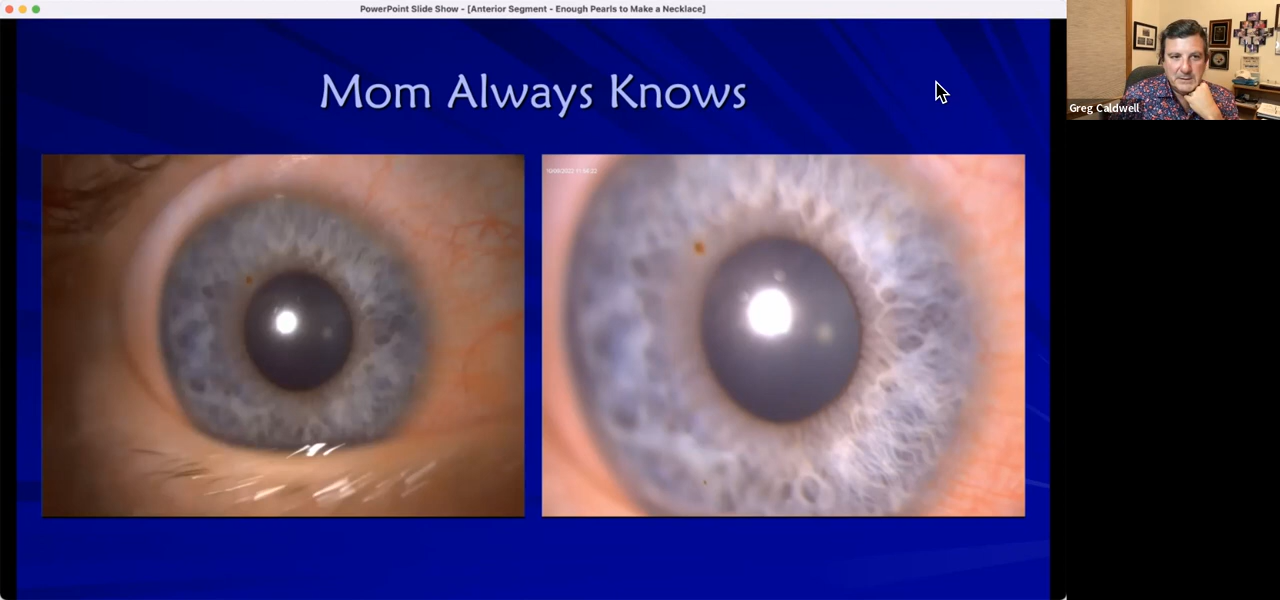 PowerPoint Slide Show - [Anterior Segment - Enough Pearls to Make a Necklace]
Mom Always Knows
Greg Caldwell